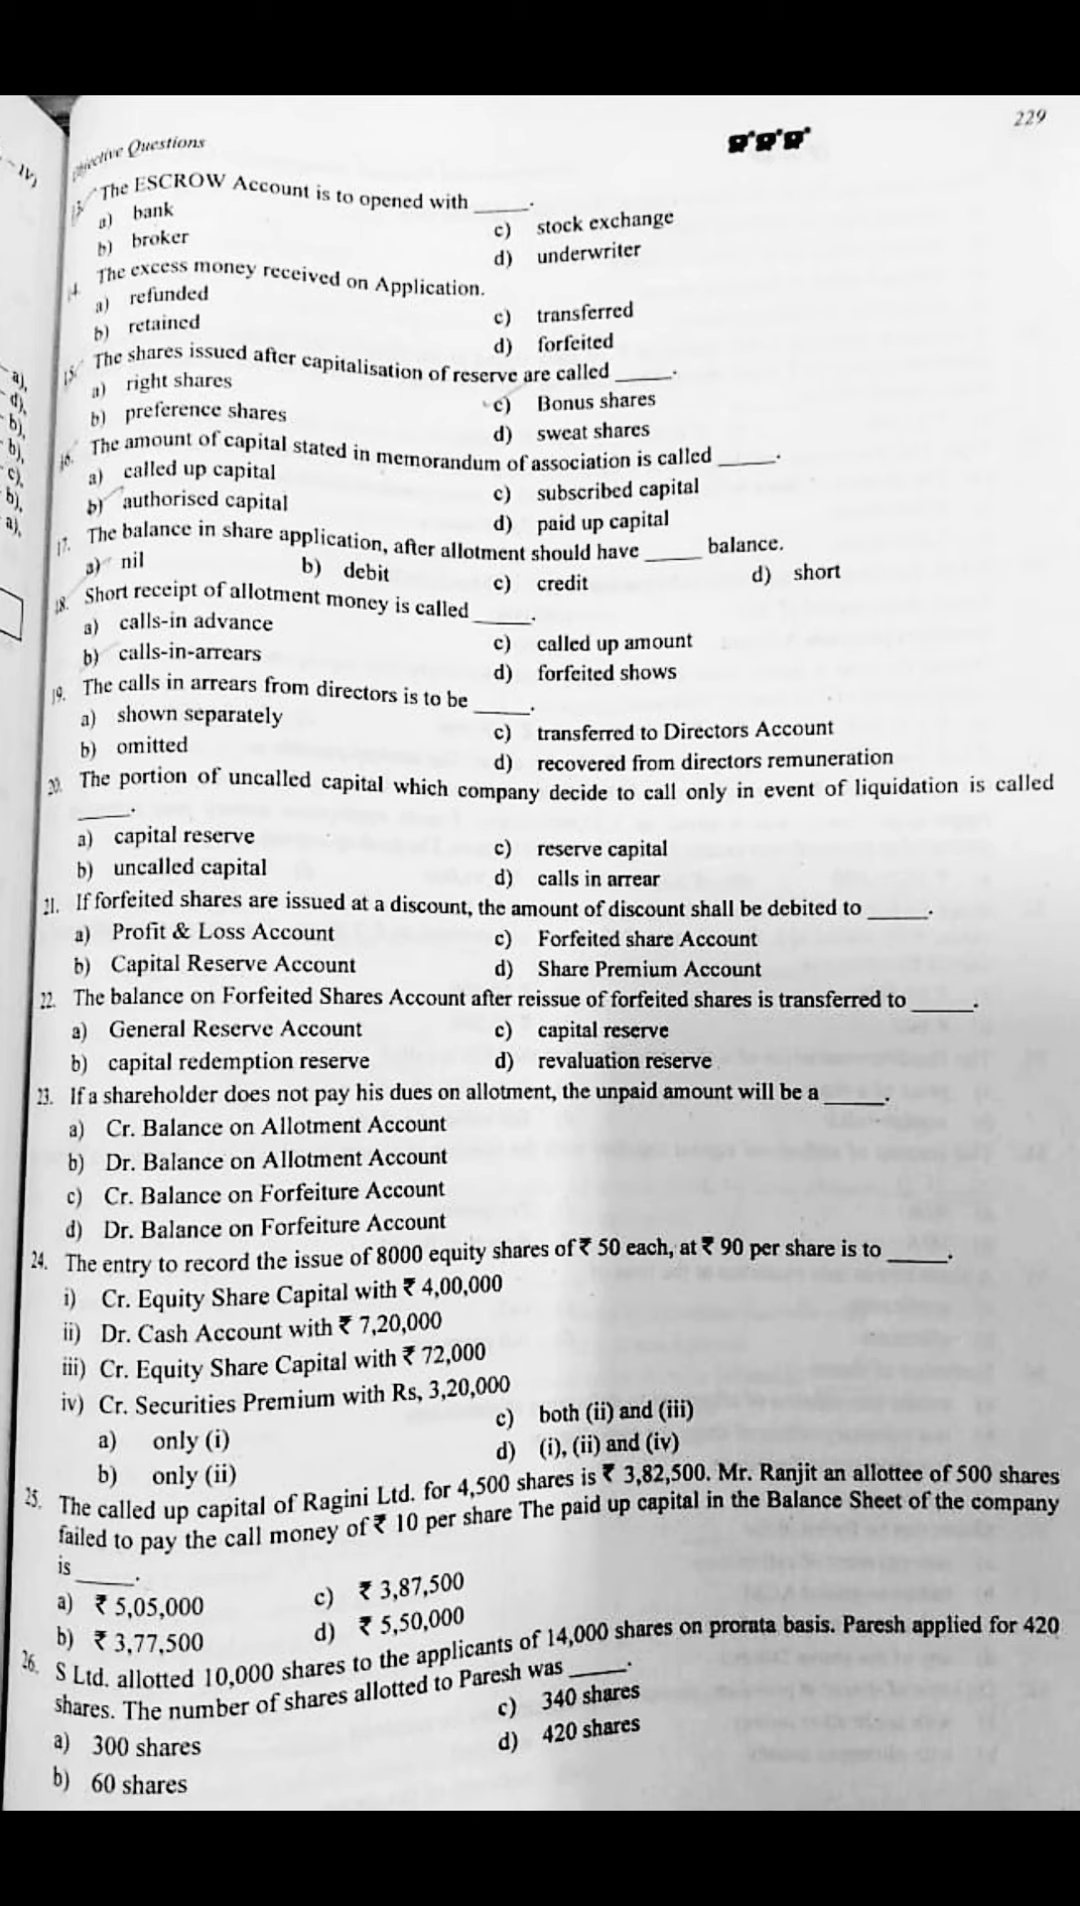 229
Objective Questions
– IV)
13. The ESCROW Account is to opened with _____.
a) bank
c) stock exchange
b) broker
d) underwriter
14. The excess money received on Application.
a) refunded
c) transferred
b) retained
d) forfeited
15. The shares issued after capitalisation of reserve are called _____.
a) right shares
c) Bonus shares
b) preference shares
d) sweat shares
16. The amount of capital stated in memorandum of association is called _____.
a) called up capital
c) subscribed capital
b) authorised capital
d) paid up capital
17. The balance in share application, after allotment should have _____ balance.
a) nil b) debit c) credit d) short
18. Short receipt of allotment money is called _____.
a) calls-in advance
c) called up amount
b) calls-in-arrears
d) forfeited shows
19. The calls in arrears from directors is to be _____.
a) shown separately
c) transferred to Directors Account
b) omitted
d) recovered from directors remuneration
20. The portion of uncalled capital which company decide to call only in event of liquidation is called
_____.
a) capital reserve
c) reserve capital
b) uncalled capital
d) calls in arrear
21. If forfeited shares are issued at a discount, the amount of discount shall be debited to _____.
a) Profit & Loss Account
c) Forfeited share Account
b) Capital Reserve Account
d) Share Premium Account
22. The balance on Forfeited Shares Account after reissue of forfeited shares is transferred to _____.
a) General Reserve Account
c) capital reserve
b) capital redemption reserve
d) revaluation reserve
23. If a shareholder does not pay his dues on allotment, the unpaid amount will be a _____.
a) Cr. Balance on Allotment Account
b) Dr. Balance on Allotment Account
c) Cr. Balance on Forfeiture Account
d) Dr. Balance on Forfeiture Account
24. The entry to record the issue of 8000 equity shares of ₹ 50 each, at ₹ 90 per share is to _____.
i) Cr. Equity Share Capital with ₹ 4,00,000
ii) Dr. Cash Account with ₹ 7,20,000
iii) Cr. Equity Share Capital with ₹ 72,000
iv) Cr. Securities Premium with Rs, 3,20,000
a) only (i)
c) both (ii) and (iii)
b) only (ii)
d) (i), (ii) and (iv)
25. The called up capital of Ragini Ltd. for 4,500 shares is ₹ 3,82,500. Mr. Ranjit an allottee of 500 shares
failed to pay the call money of ₹ 10 per share The paid up capital in the Balance Sheet of the company
is _____.
a) ₹ 5,05,000
c) ₹ 3,87,500
b) ₹ 3,77,500
d) ₹ 5,50,000
26. S Ltd. allotted 10,000 shares to the applicants of 14,000 shares on prorata basis. Paresh applied for 420
shares. The number of shares allotted to Paresh was _____.
a) 300 shares
c) 340 shares
b) 60 shares
d) 420 shares
– a),
– d),
– b),
– b),
– c),
– b),
– a),